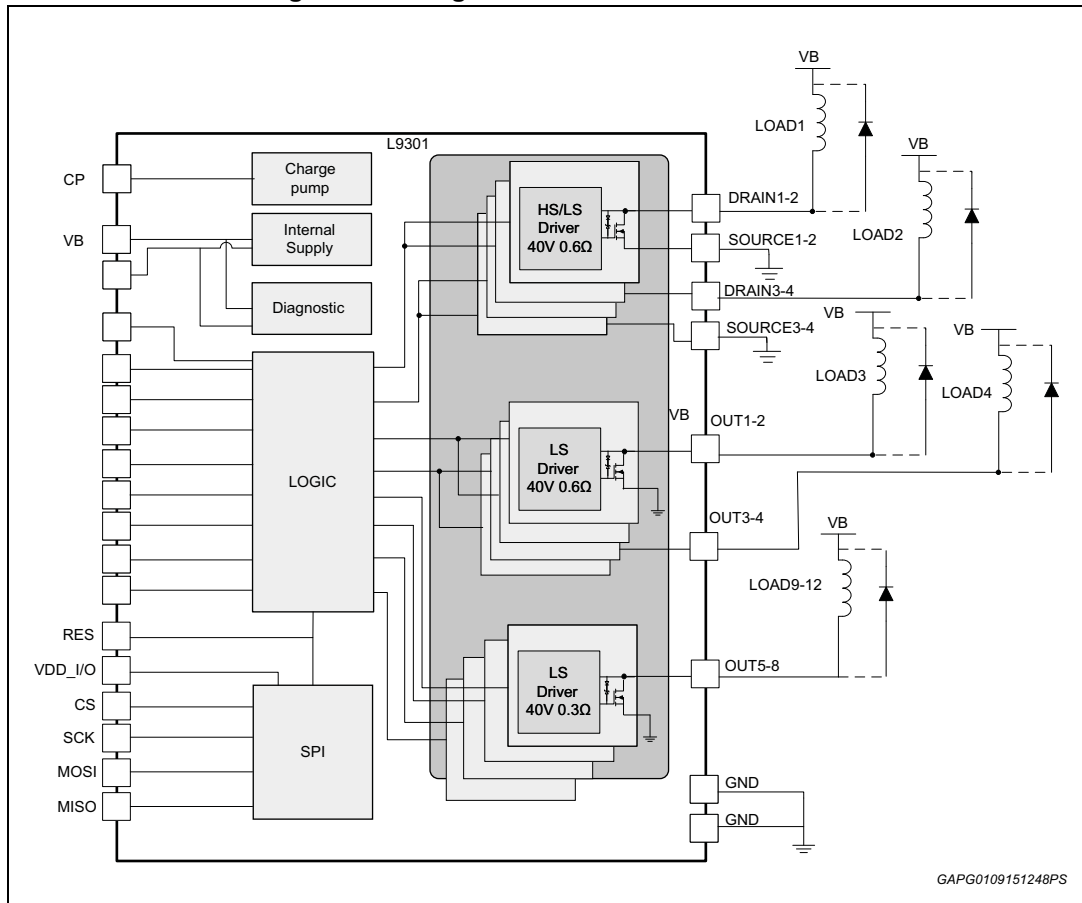 L9301
CP
VB
Charge
pump
Internal
Supply
Diagnostic
LOGIC
RES
VDD_I/O
CS
SCK
MOSI
MISO
SPI
HS/LS
Driver
40V 0.6Ω
LS
Driver
40V 0.6Ω
LS
Driver
40V 0.3Ω
VB
DRAIN1-2
SOURCE1-2
DRAIN3-4
SOURCE3-4
OUT1-2
OUT3-4
OUT5-8
GND
GND
VB
LOAD1
VB
LOAD2
VB
LOAD3
VB
LOAD4
VB
LOAD9-12
GAPG0109151248PS